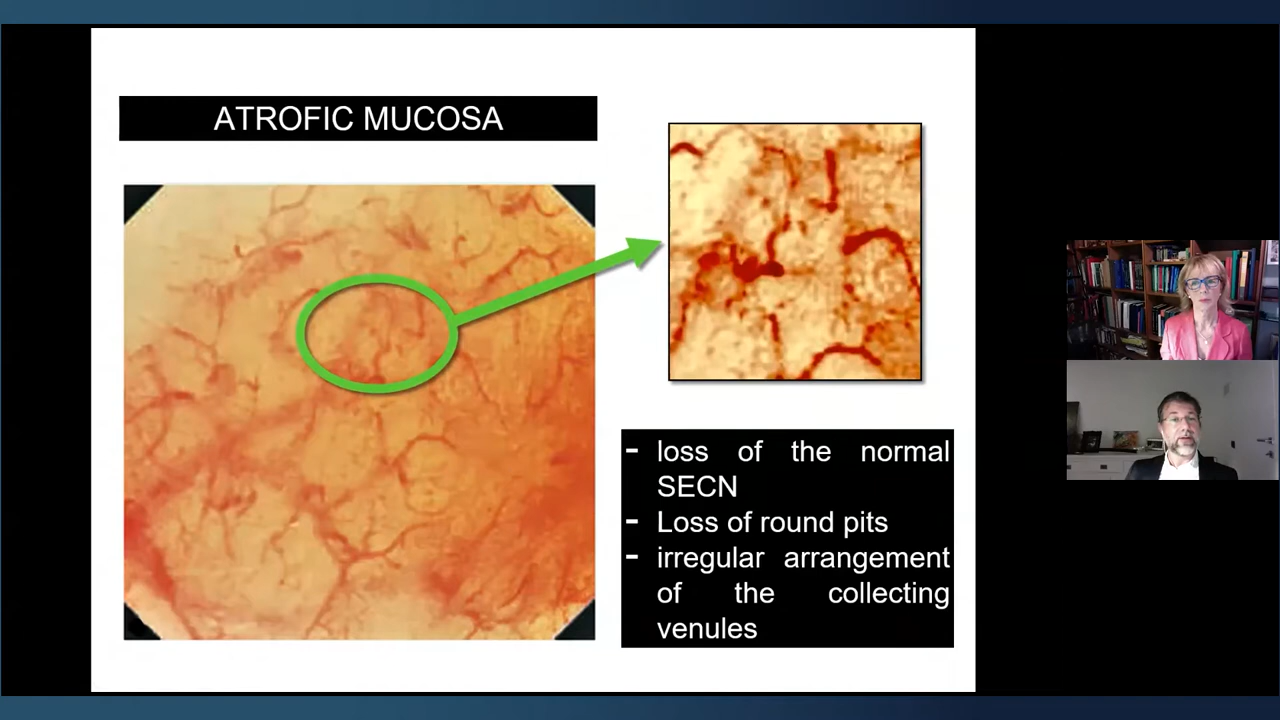 ATROFIC MUCOSA
- loss of the normal
SECN
- Loss of round pits
- irregular arrangement
of the collecting
venules